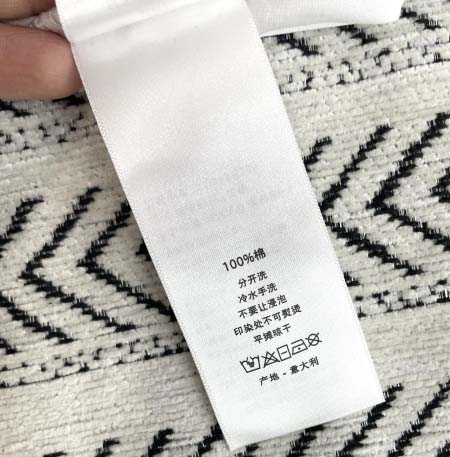 100%棉
分开洗
冷水手洗
不要让浸泡
印染处不可熨烫
平摊晾干
产地 - 意大利